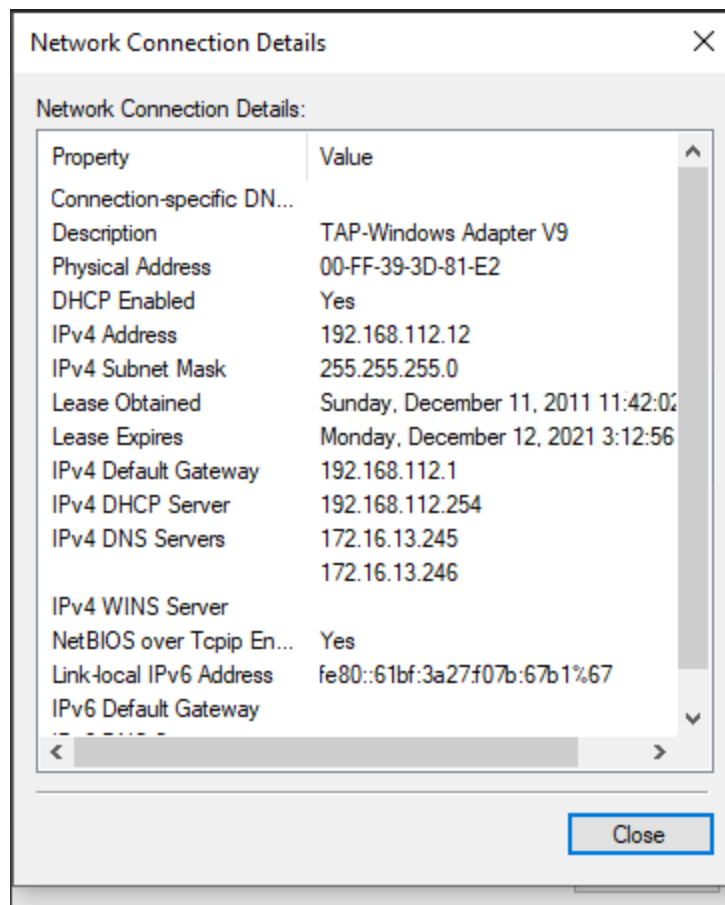 Network Connection Details
Network Connection Details:
Property Value
Connection-specific DN...
Description TAP-Windows Adapter V9
Physical Address 00-FF-39-3D-81-E2
DHCP Enabled Yes
IPv4 Address 192.168.112.12
IPv4 Subnet Mask 255.255.255.0
Lease Obtained Sunday, December 11, 2011 11:42:02
Lease Expires Monday, December 12, 2021 3:12:56
IPv4 Default Gateway 192.168.112.1
IPv4 DHCP Server 192.168.112.254
IPv4 DNS Servers 172.16.13.245
172.16.13.246
IPv4 WINS Server
NetBIOS over Tcpip En... Yes
Link-local IPv6 Address fe80::61bf:3a27:f07b:67b1%67
IPv6 Default Gateway
Close